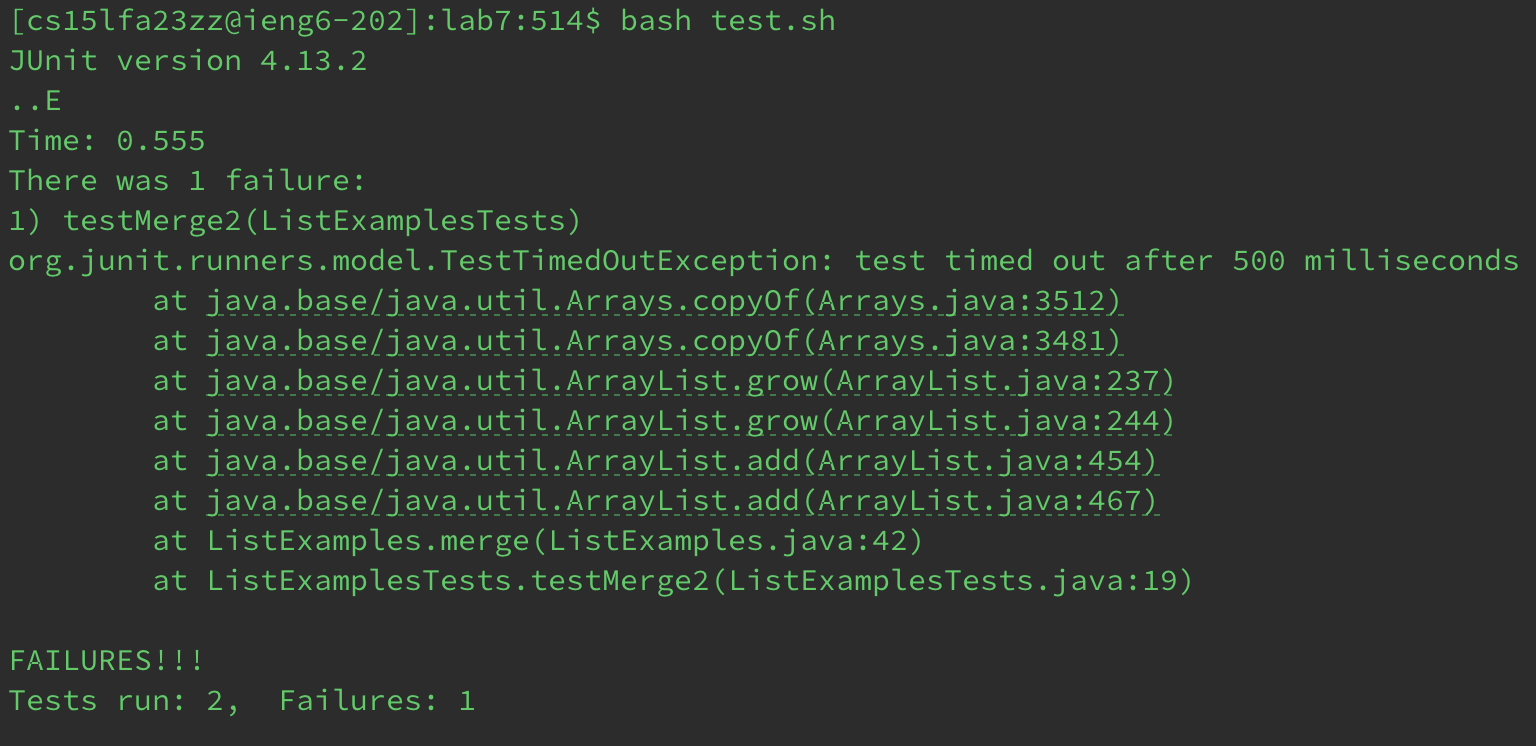 [cs15lfa23zz@ieng6-202]:lab7:514$ bash test.sh
JUnit version 4.13.2
..E
Time: 0.555
There was 1 failure:
1) testMerge2(ListExamplesTests)
org.junit.runners.model.TestTimedOutException: test timed out after 500 milliseconds
        at java.base/java.util.Arrays.copyOf(Arrays.java:3512)
        at java.base/java.util.Arrays.copyOf(Arrays.java:3481)
        at java.base/java.util.ArrayList.grow(ArrayList.java:237)
        at java.base/java.util.ArrayList.grow(ArrayList.java:244)
        at java.base/java.util.ArrayList.add(ArrayList.java:454)
        at java.base/java.util.ArrayList.add(ArrayList.java:467)
        at ListExamples.merge(ListExamples.java:42)
        at ListExamplesTests.testMerge2(ListExamplesTests.java:19)

FAILURES!!!
Tests run: 2,  Failures: 1